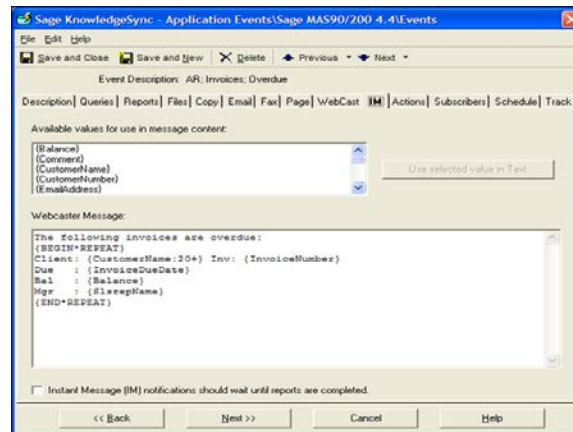 Sage KnowledgeSync - Application Events\Sage MAS90/200 4.4\Events
File Edit Help
Save and Close Save and New Delete Previous Next
Event Description: AR; Invoices; Overdue
Description Queries Reports Files Copy Email Fax Page WebCast IM Actions Subscribers Schedule Track
Available values for use in message content:
{Balance}
{Comment}
{CustomerName}
{CustomerNumber}
{EmailAddress}
Use selected value in Text
Webcaster Message:
The following invoices are overdue:
{BEGIN*REPEAT}
Client: {CustomerName:20+} Inv: {InvoiceNumber}
Due : {InvoiceDueDate}
Bal : {Balance}
Mgr : {SlsrepName}
{END*REPEAT}
Instant Message (IM) notifications should wait until reports are completed.
<< Back Next >> Cancel Help